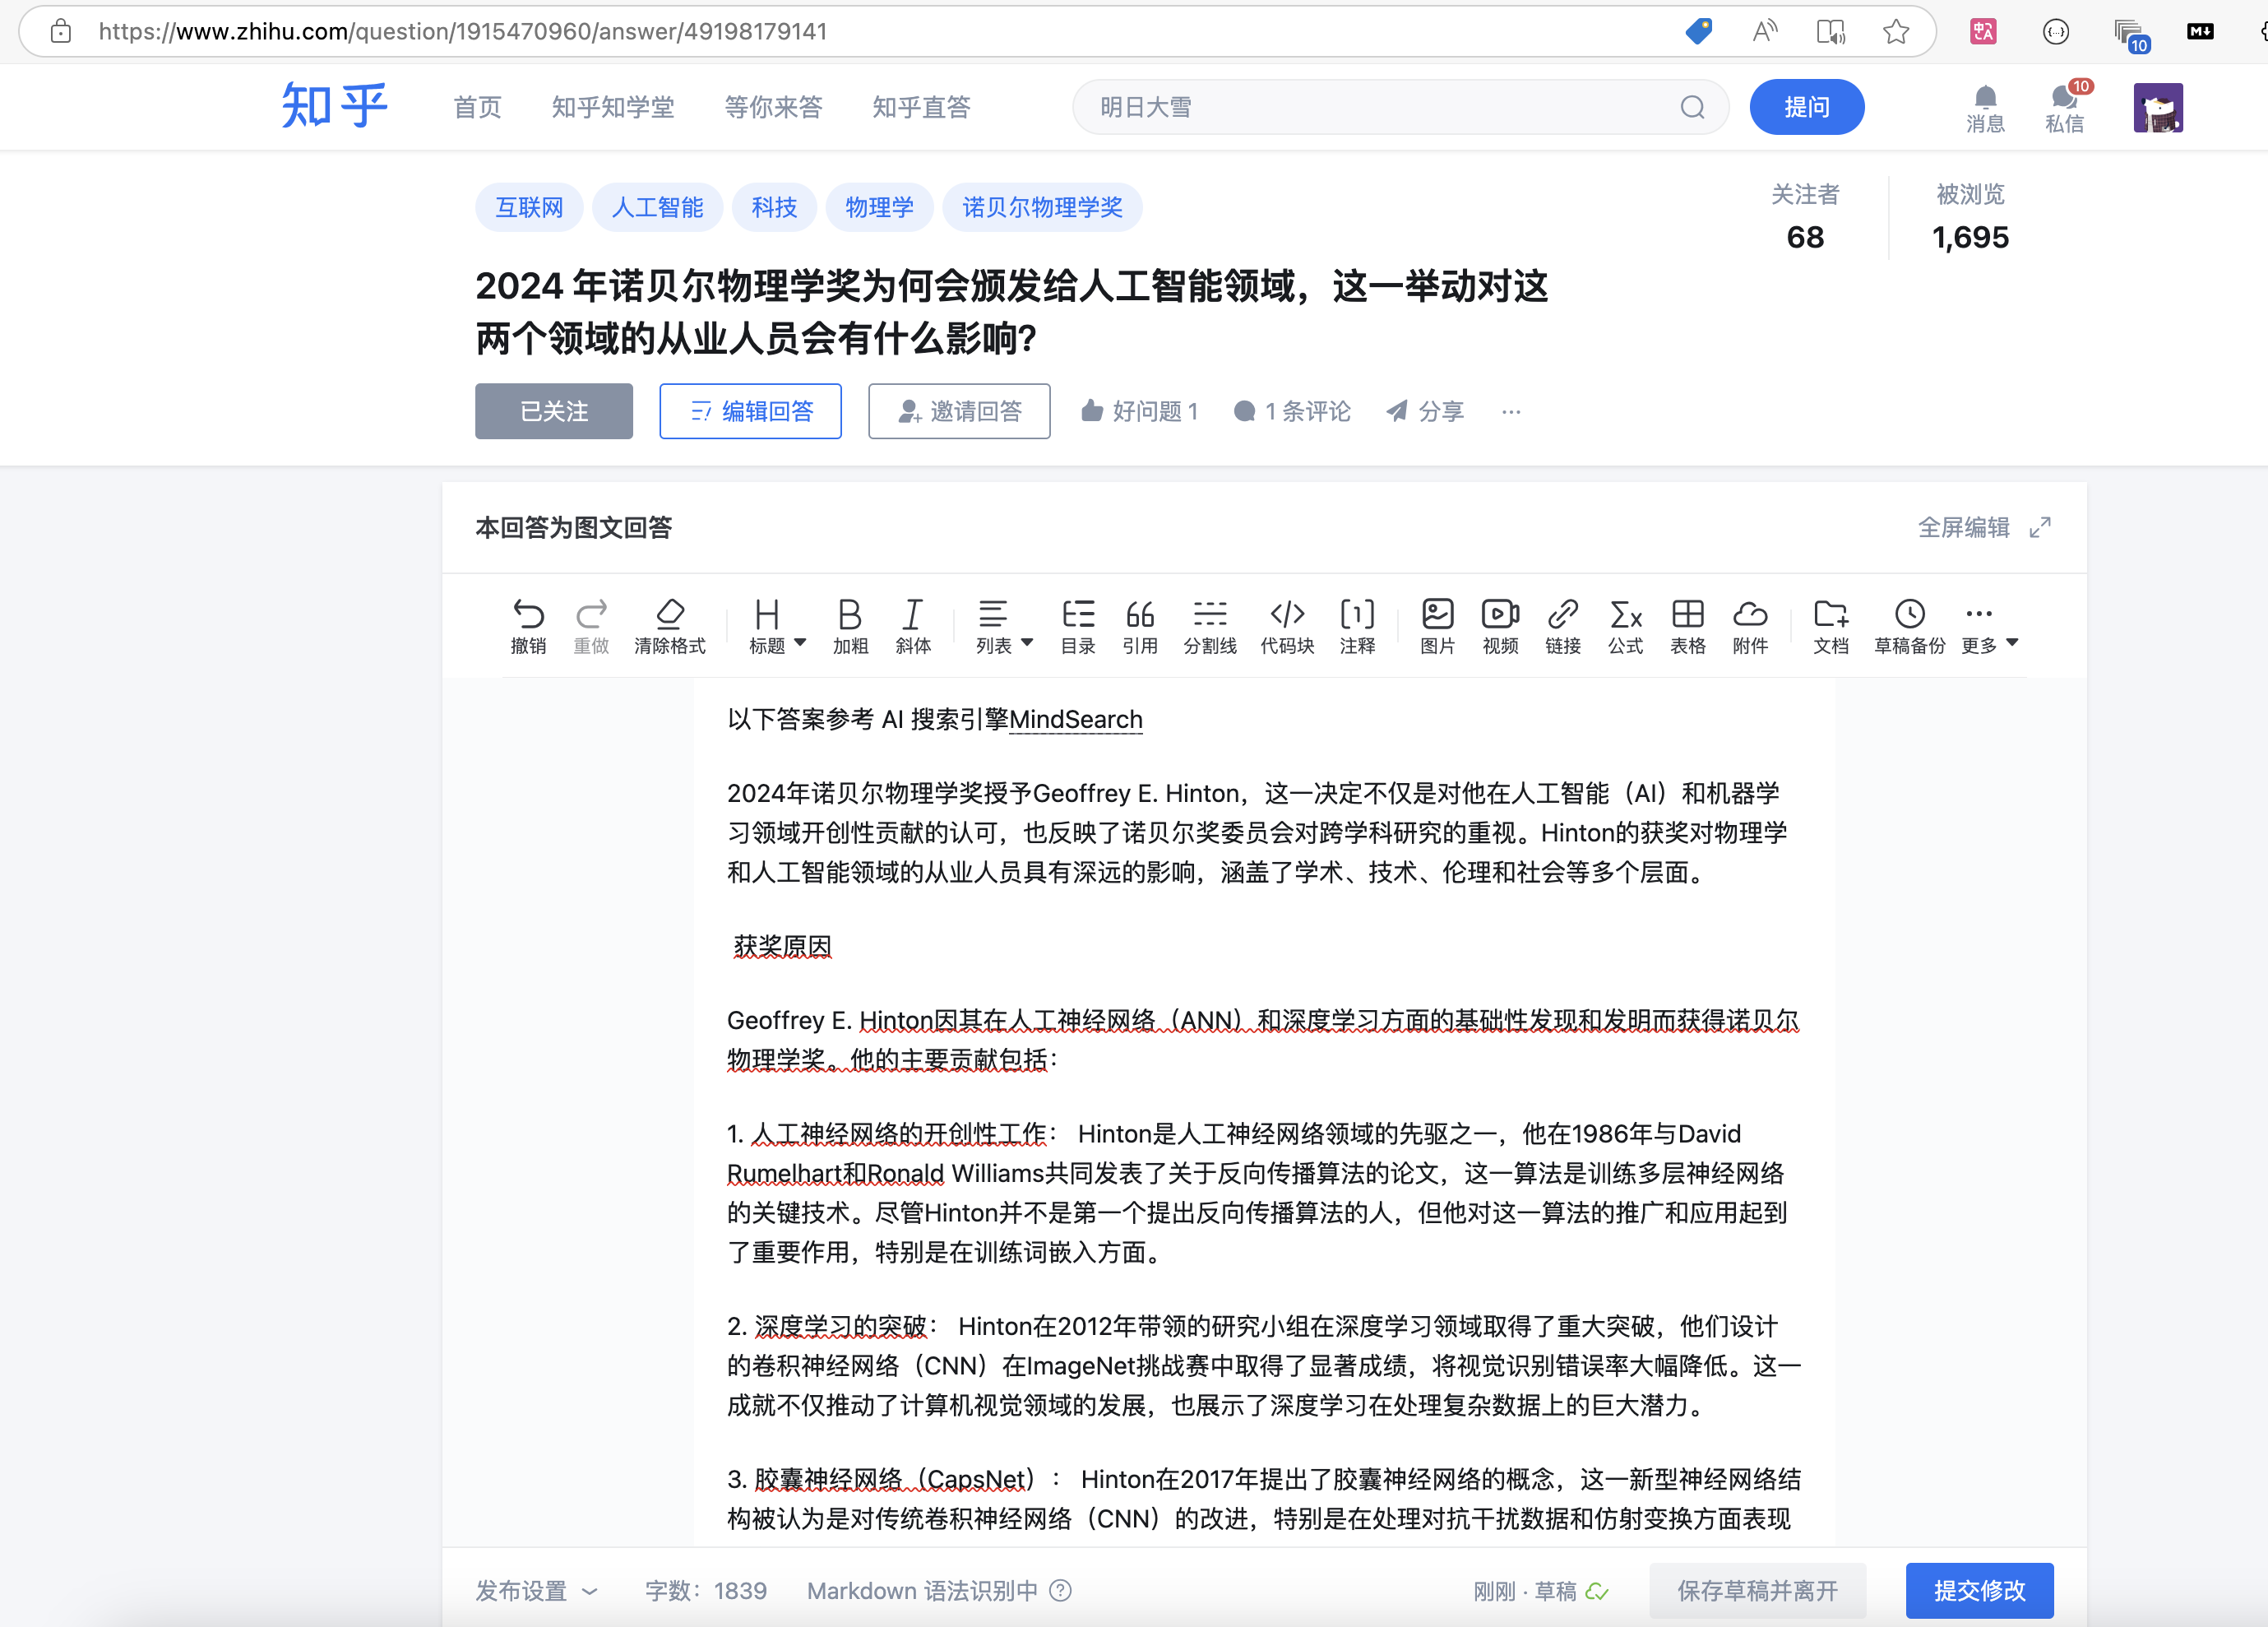 https://www.zhihu.com/question/1915470960/answer/49198179141
10
M↓
知乎
首页
知乎知学堂
等你来答
知乎直答
明日大雪
提问
消息
10
私信
互联网
人工智能
科技
物理学
诺贝尔物理学奖
关注者
68
被浏览
1,695
2024 年诺贝尔物理学奖为何会颁发给人工智能领域，这一举动对这
两个领域的从业人员会有什么影响？
已关注
编辑回答
邀请回答
好问题 1
1 条评论
分享
本回答为图文回答
全屏编辑
撤销
重做
清除格式
标题
加粗
斜体
列表
目录
引用
分割线
代码块
注释
图片
视频
链接
公式
表格
附件
文档
草稿备份
更多
以下答案参考 AI 搜索引擎MindSearch
2024年诺贝尔物理学奖授予Geoffrey E. Hinton，这一决定不仅是对他在人工智能（AI）和机器学
习领域开创性贡献的认可，也反映了诺贝尔奖委员会对跨学科研究的重视。Hinton的获奖对物理学
和人工智能领域的从业人员具有深远的影响，涵盖了学术、技术、伦理和社会等多个层面。
获奖原因
Geoffrey E. Hinton因其在人工神经网络（ANN）和深度学习方面的基础性发现和发明而获得诺贝尔
物理学奖。他的主要贡献包括：
1. 人工神经网络的开创性工作： Hinton是人工神经网络领域的先驱之一，他在1986年与David
Rumelhart和Ronald Williams共同发表了关于反向传播算法的论文，这一算法是训练多层神经网络
的关键技术。尽管Hinton并不是第一个提出反向传播算法的人，但他对这一算法的推广和应用起到
了重要作用，特别是在训练词嵌入方面。
2. 深度学习的突破： Hinton在2012年带领的研究小组在深度学习领域取得了重大突破，他们设计
的卷积神经网络（CNN）在ImageNet挑战赛中取得了显著成绩，将视觉识别错误率大幅降低。这一
成就不仅推动了计算机视觉领域的发展，也展示了深度学习在处理复杂数据上的巨大潜力。
3. 胶囊神经网络（CapsNet）： Hinton在2017年提出了胶囊神经网络的概念，这一新型神经网络结
构被认为是对传统卷积神经网络（CNN）的改进，特别是在处理对抗干扰数据和仿射变换方面表现
发布设置
字数：1839
Markdown 语法识别中
刚刚 · 草稿
保存草稿并离开
提交修改